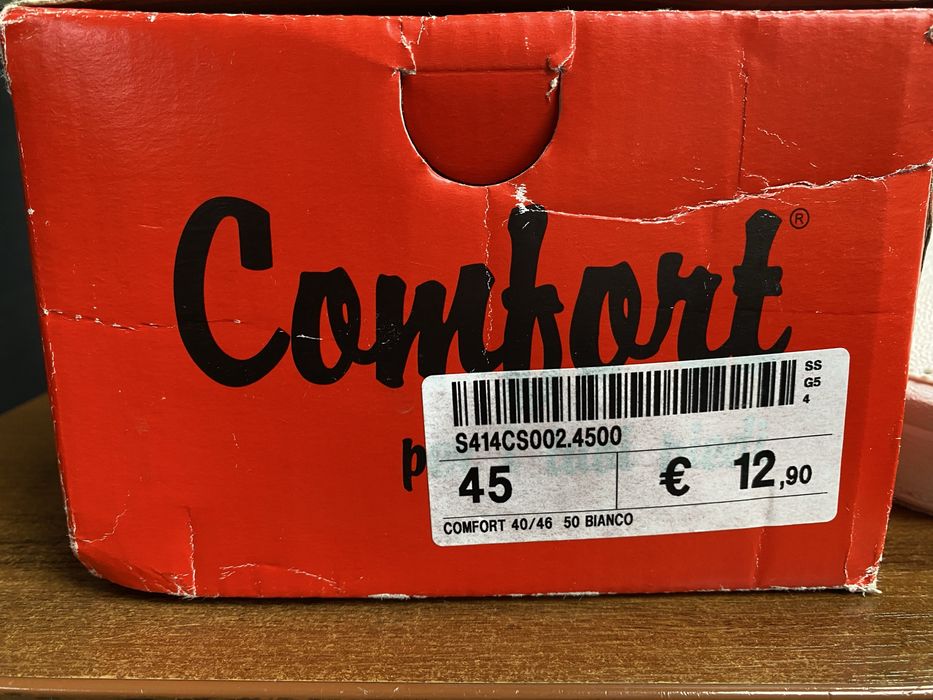 Comfort®
SS
G5
4
S414CS002.4500
45
€ 12,90
COMFORT 40/46 50 BIANCO